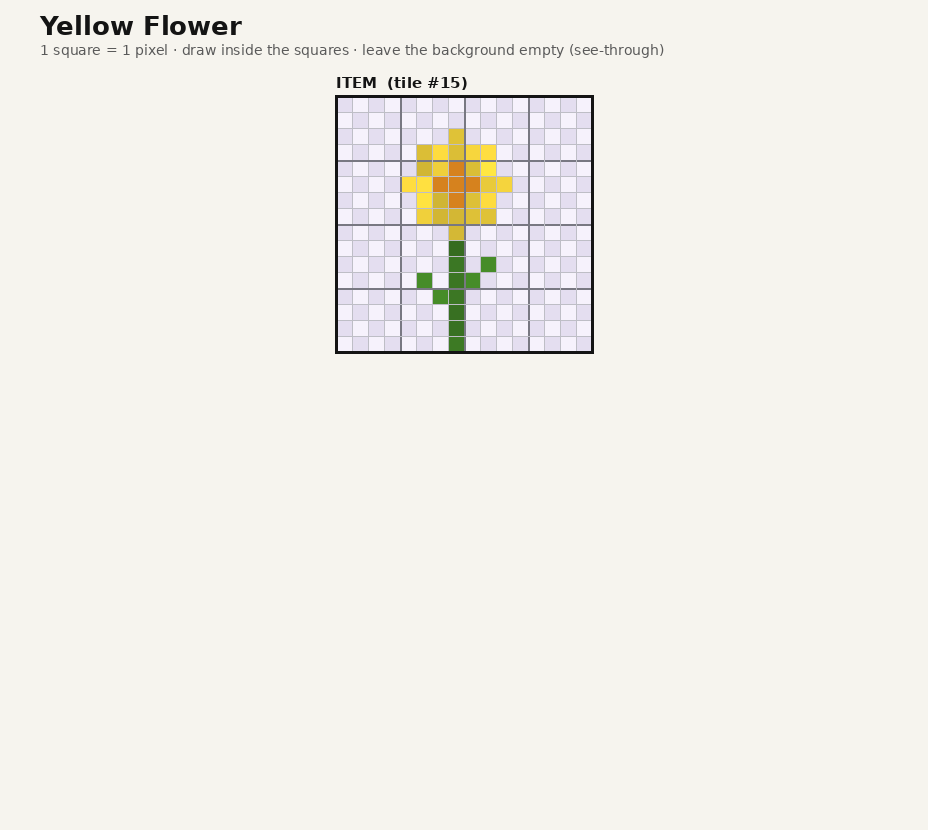 Yellow Flower
1 square = 1 pixel · draw inside the squares · leave the background empty (see-through)
ITEM (tile #15)